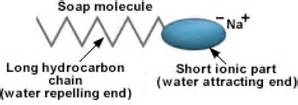 Soap molecule
− Na+
Long hydrocarbon
chain
(water repelling end)
Short ionic part
(water attracting end)